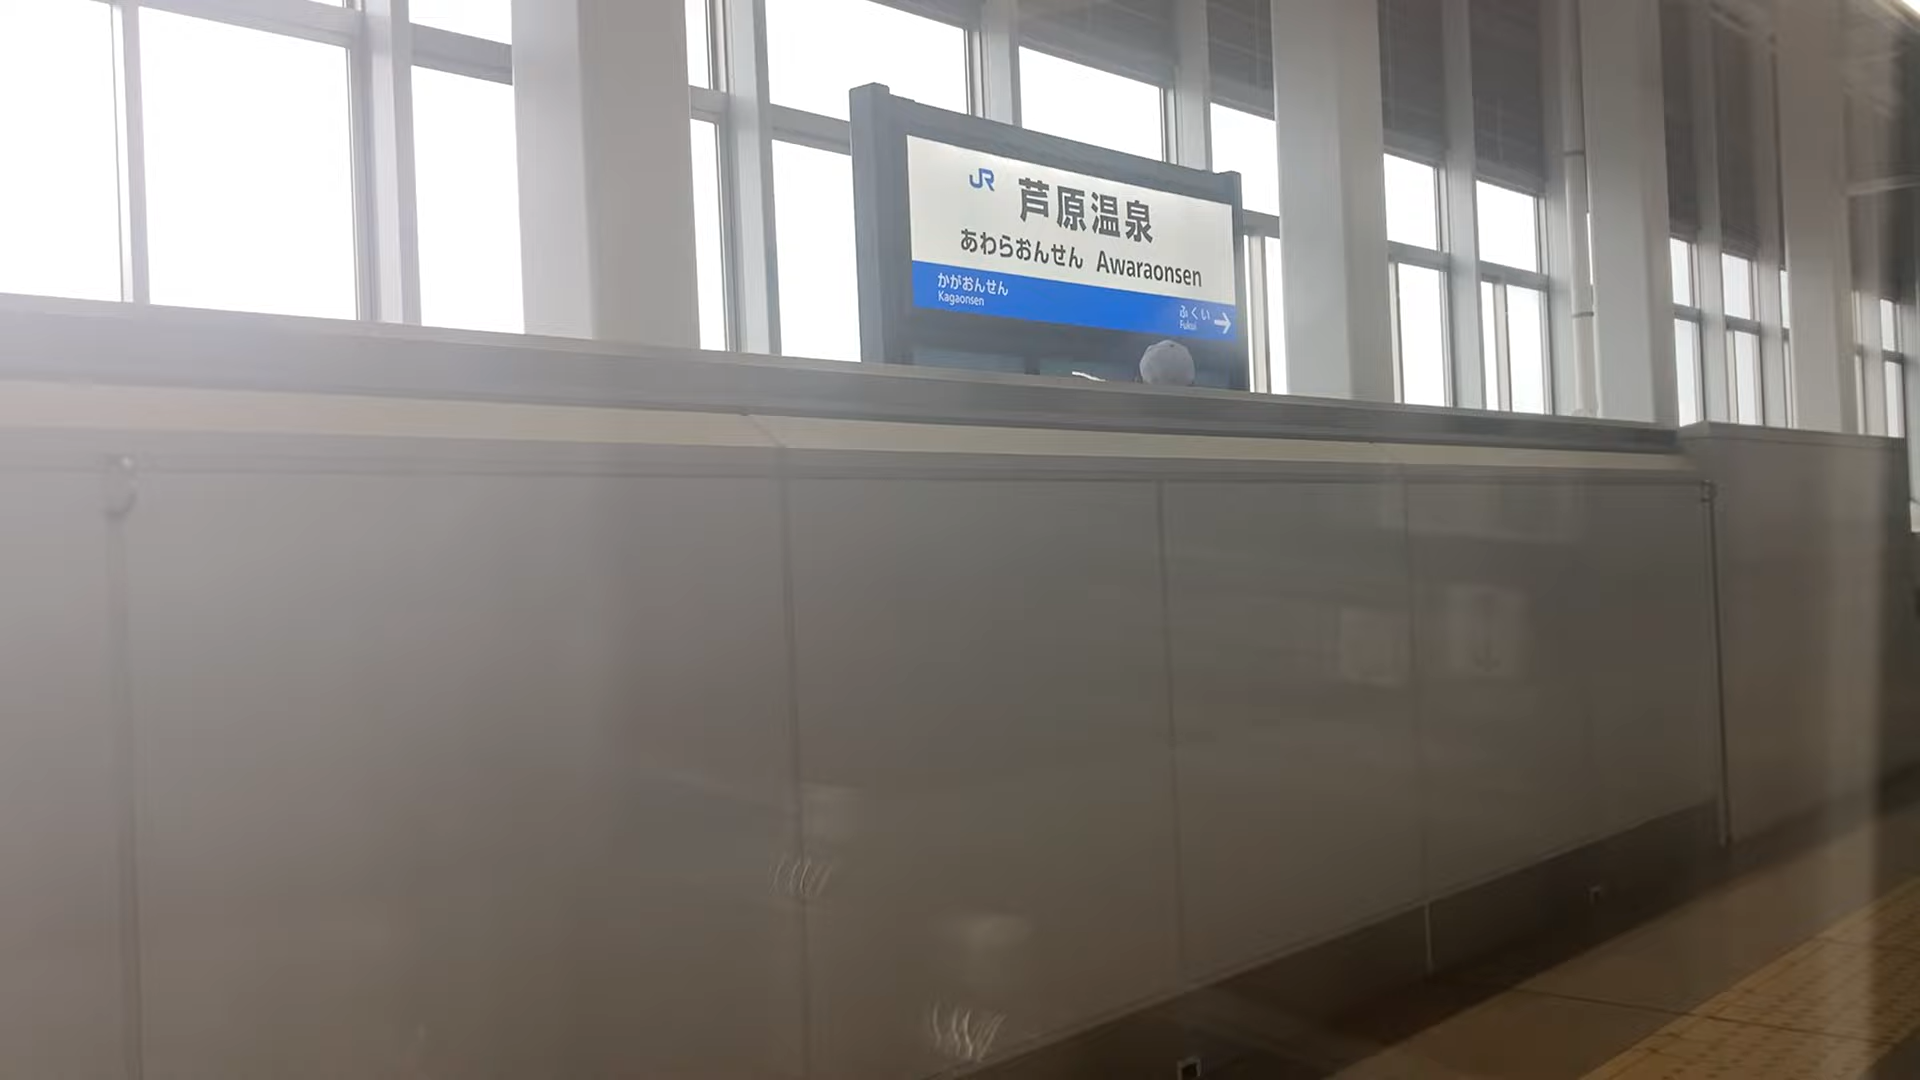 JR 芦原温泉
あわらおんせん Awaraonsen
かがおんせん
Kagaonsen
ふくい →
Fukui